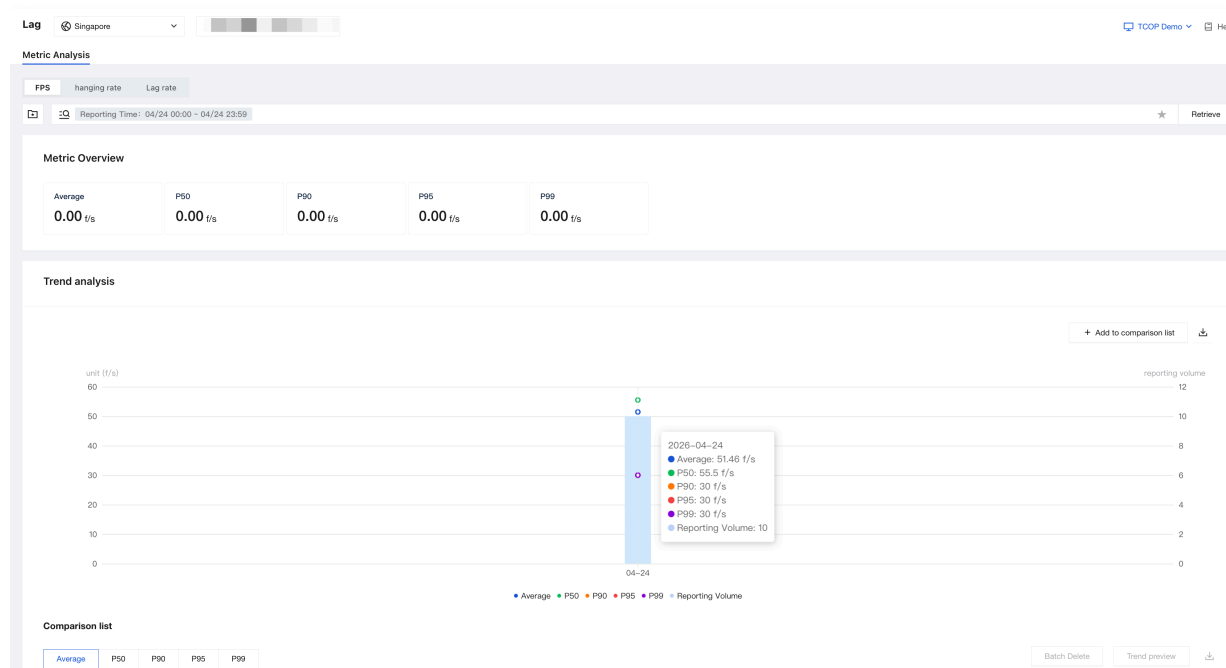 Lag Singapore TCOP Demo
Metric Analysis
FPS hanging rate Lag rate
Reporting Time: 04/24 00:00 - 04/24 23:59 Retrieve
Metric Overview
Average P50 P90 P95 P99
0.00 f/s 0.00 f/s 0.00 f/s 0.00 f/s 0.00 f/s
Trend analysis
+ Add to comparison list
unit (f/s) reporting volume
60 12
50 10
2026-04-24
40 8
Average: 51.46 f/s
P50: 55.5 f/s
30 6
P90: 30 f/s
P95: 30 f/s
20 4
P99: 30 f/s
Reporting Volume: 10
10 2
0 0
04-24
Average P50 P90 P95 P99 Reporting Volume
Comparison list
Average P50 P90 P95 P99 Batch Delete Trend preview